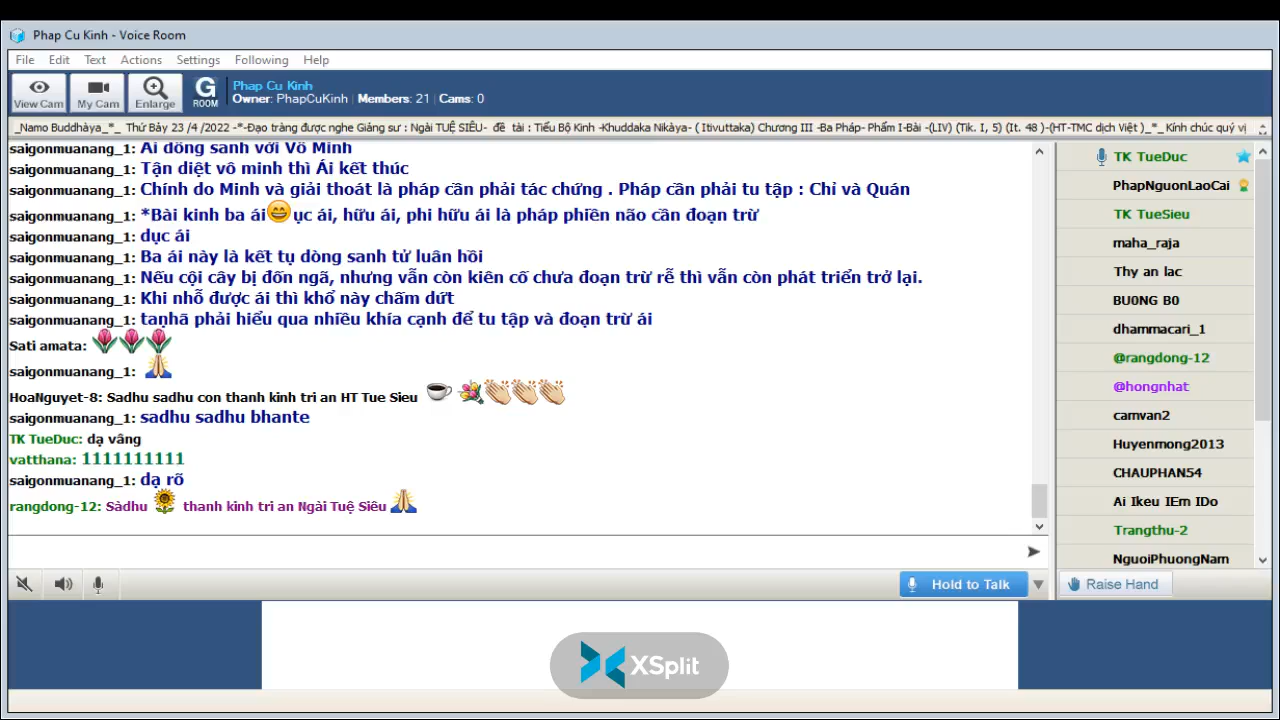 Phap Cu Kinh - Voice Room
File Edit Text Actions Settings Following Help
View Cam My Cam Enlarge G ROOM
Phap Cu Kinh
Owner: PhapCuKinh | Members: 21 | Cams: 0
_Namo Buddhàya_*_ Thứ Bảy 23 /4 /2022 -*-Đạo tràng được nghe Giảng sư : Ngài TUỆ SIÊU- đề tài : Tiểu Bộ Kinh -Khuddaka Nikàya- ( Itivuttaka) Chương III -Ba Pháp- Phẩm I-Bài -(LIV) (Tik. I, 5) (It. 48 )-(HT-TMC dịch Việt )_*_ Kính chúc quý vị
saigonmuanang_1: Ái đồng sanh với Vô Minh
saigonmuanang_1: Tận diệt vô minh thì Ái kết thúc
saigonmuanang_1: Chính do Minh và giải thoát là pháp cần phải tác chứng . Pháp cần phải tu tập : Chỉ và Quán
saigonmuanang_1: *Bài kinh ba ái😄ục ái, hữu ái, phi hữu ái là pháp phiền não cần đoạn trừ
saigonmuanang_1: dục ái
saigonmuanang_1: Ba ái này là kết tụ dòng sanh tử luân hồi
saigonmuanang_1: Nếu cội cây bị đốn ngã, nhưng vẫn còn kiên cố chưa đoạn trừ rễ thì vẫn còn phát triển trở lại.
saigonmuanang_1: Khi nhổ được ái thì khổ này chấm dứt
saigonmuanang_1: taṇhā phải hiểu qua nhiều khía cạnh để tu tập và đoạn trừ ái
Sati amata: 🌷🌷🌷
saigonmuanang_1: 🙏
HoaNguyet-8: Sadhu sadhu con thanh kinh tri an HT Tue Sieu ☕ 💐👏👏👏
saigonmuanang_1: sadhu sadhu bhante
TK TueDuc: dạ vâng
vatthana: 1111111111
saigonmuanang_1: dạ rõ
rangdong-12: Sàdhu 🌻 thanh kinh tri an Ngài Tuệ Siêu 🙏
TK TueDuc
PhapNguonLaoCai
TK TueSieu
maha_raja
Thy an lac
BU0NG B0
dhammacari_1
@rangdong-12
@hongnhat
camvan2
Huyenmong2013
CHAUPHAN54
Ai Ikeu IEm IDo
Trangthu-2
NguoiPhuongNam
Hold to Talk
Raise Hand
XSplit